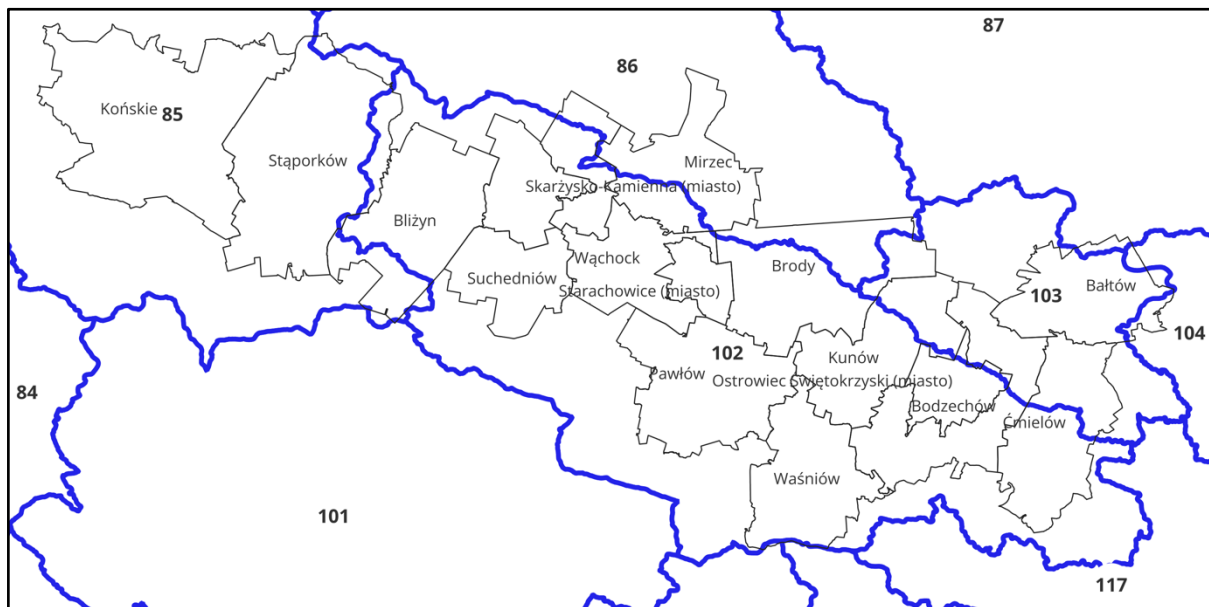 87
86
Końskie
85
Stąporków
Mirzec
Skarżysko-Kamienna (miasto)
Bliżyn
Wąchock
Brody
Suchedniów
Starachowice (miasto)
103
Bałtów
104
102
Kunów
Pawłów
Ostrowiec Świętokrzyski (miasto)
84
Bodzechów
Ćmielów
Waśniów
101
117